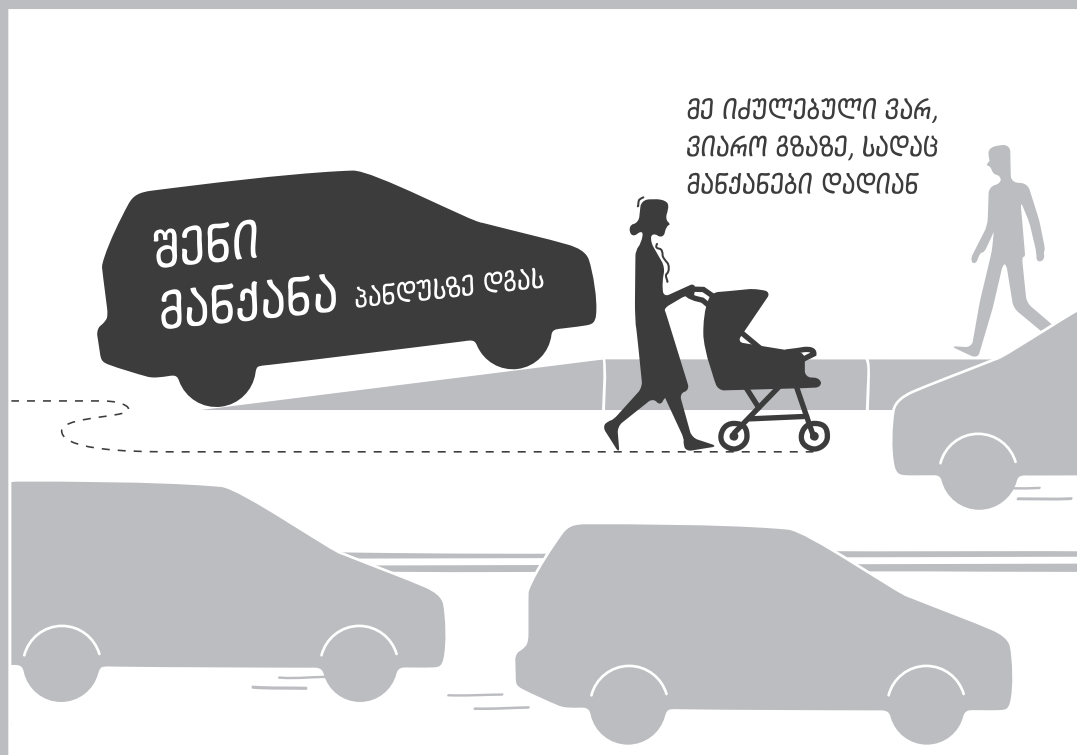 მე იძულებული ვარ,
ვიარო გზაზე, სადაც
მანქანები დადიან
შენი
მანქანა პანდუსზე დგას